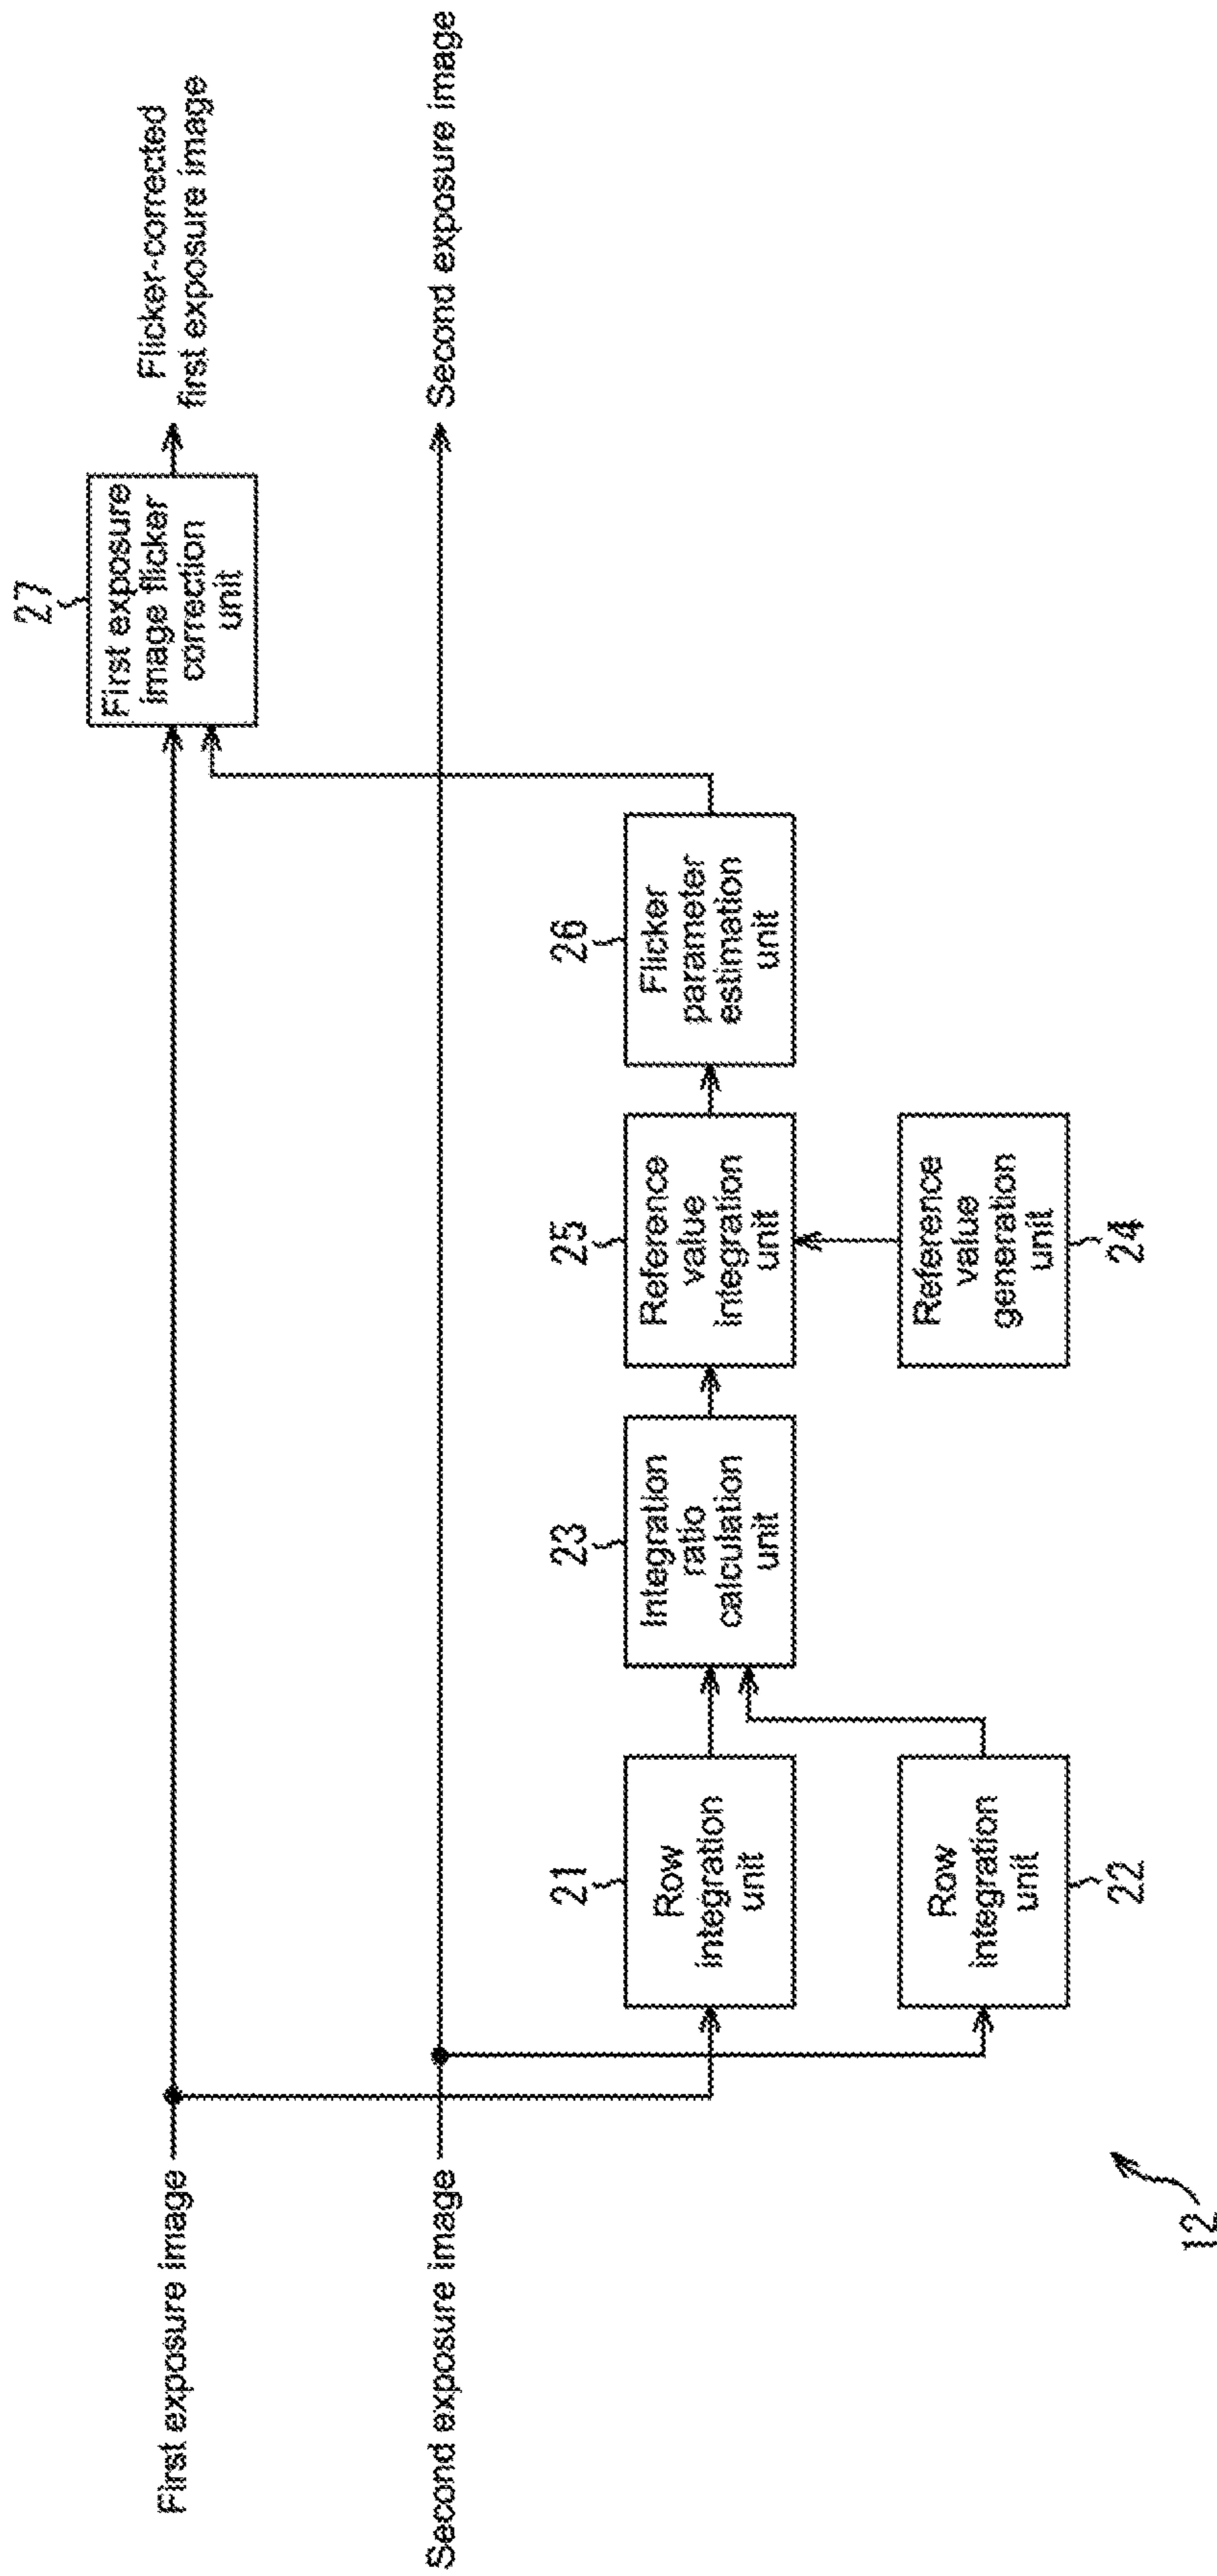 First exposure image
Second exposure image
21
Row
integration
unit
Row
integration
unit
22
23
Integration
ratio
calculation
unit
25
Reference
value
integration
unit
Reference
value
generation
unit
24
26
Flicker
parameter
estimation
unit
27
First exposure
image flicker
correction
unit
Flicker-corrected
first exposure image
Second exposure image
12